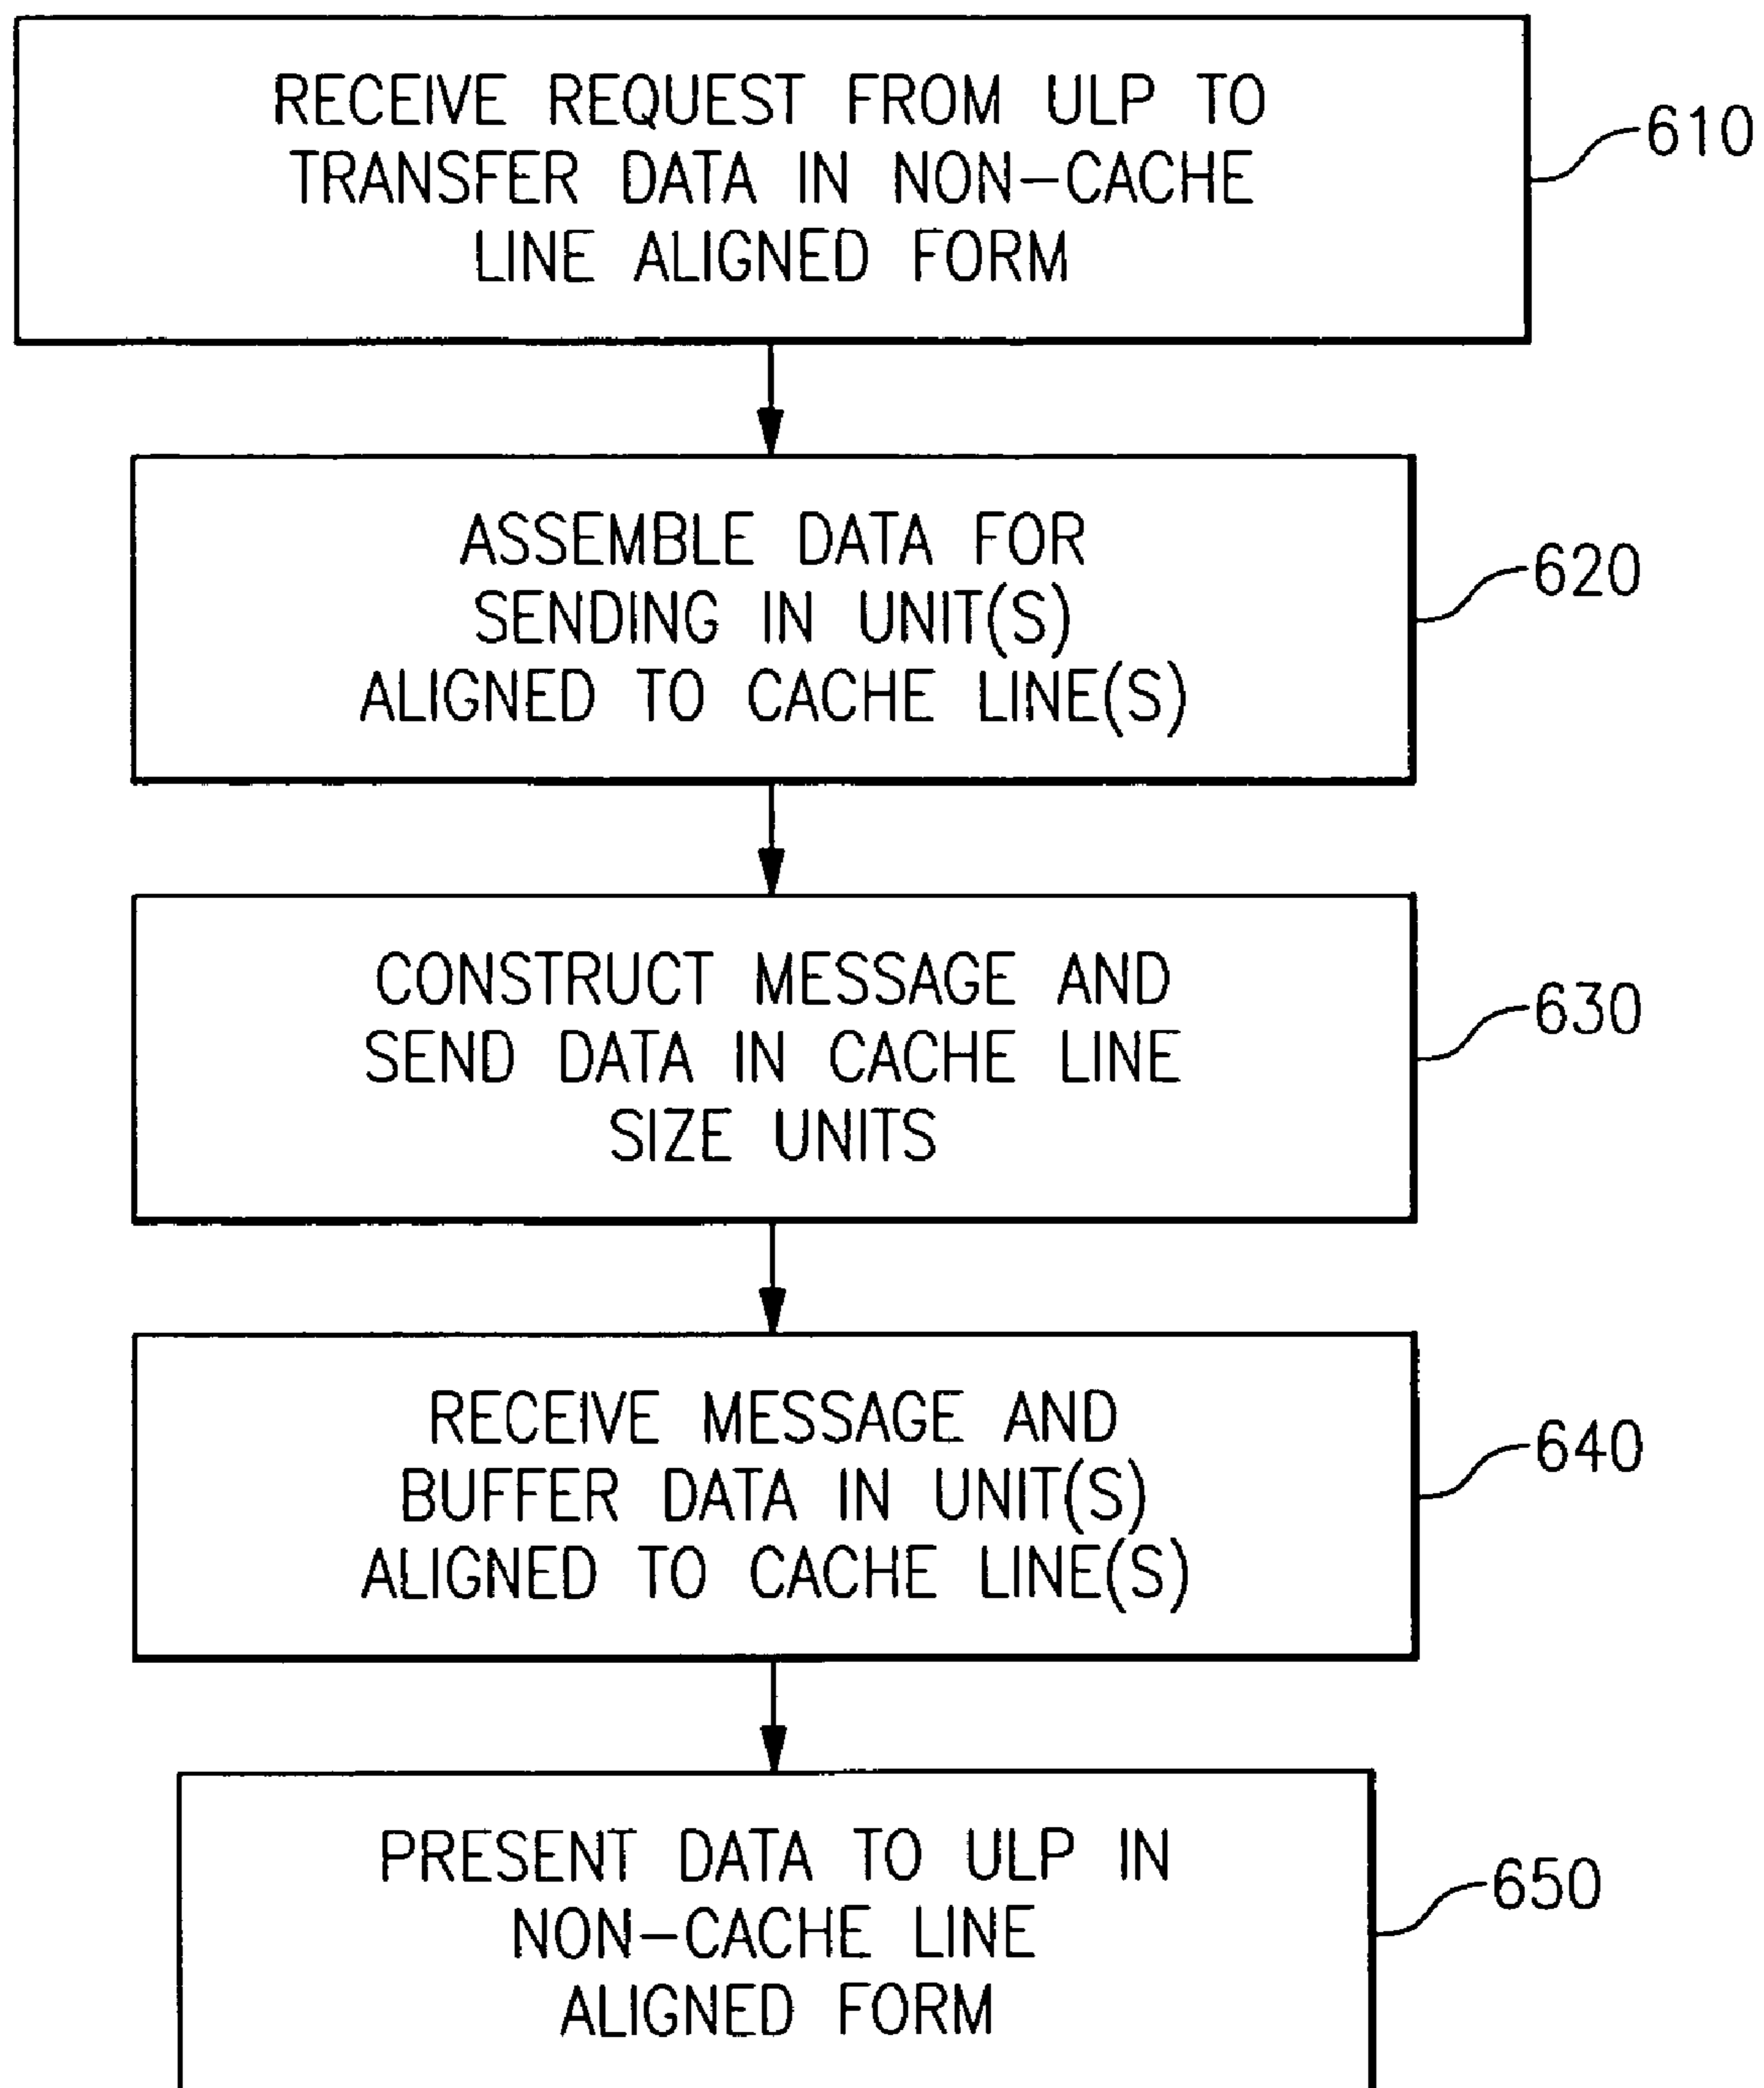 RECEIVE REQUEST FROM ULP TO
TRANSFER DATA IN NON-CACHE
LINE ALIGNED FORM
610
ASSEMBLE DATA FOR
SENDING IN UNIT(S)
ALIGNED TO CACHE LINE(S)
620
CONSTRUCT MESSAGE AND
SEND DATA IN CACHE LINE
SIZE UNITS
630
RECEIVE MESSAGE AND
BUFFER DATA IN UNIT(S)
ALIGNED TO CACHE LINE(S)
640
PRESENT DATA TO ULP IN
NON-CACHE LINE
ALIGNED FORM
650